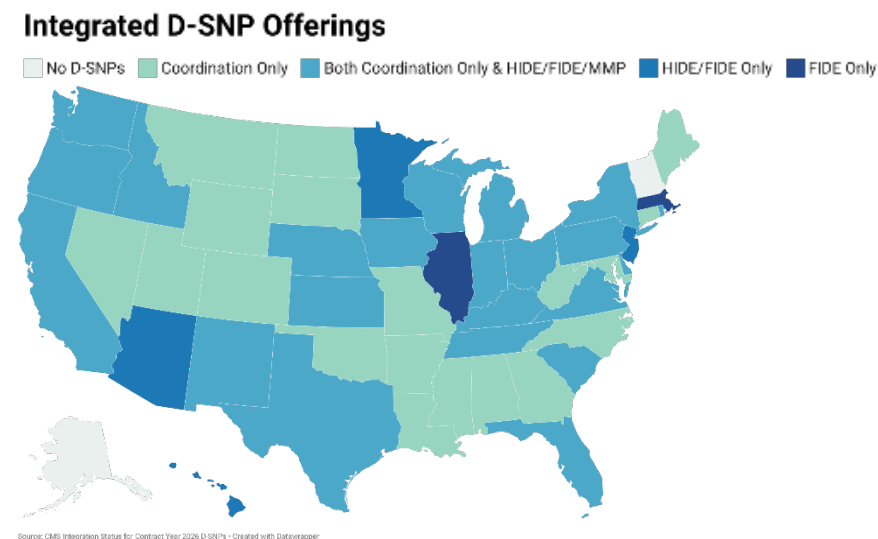 Integrated D-SNP Offerings
No D-SNPs Coordination Only Both Coordination Only & HIDE/FIDE/MMP HIDE/FIDE Only FIDE Only
Source: CMS Integration Status for Contract Year 2026 D-SNPs • Created with Datawrapper